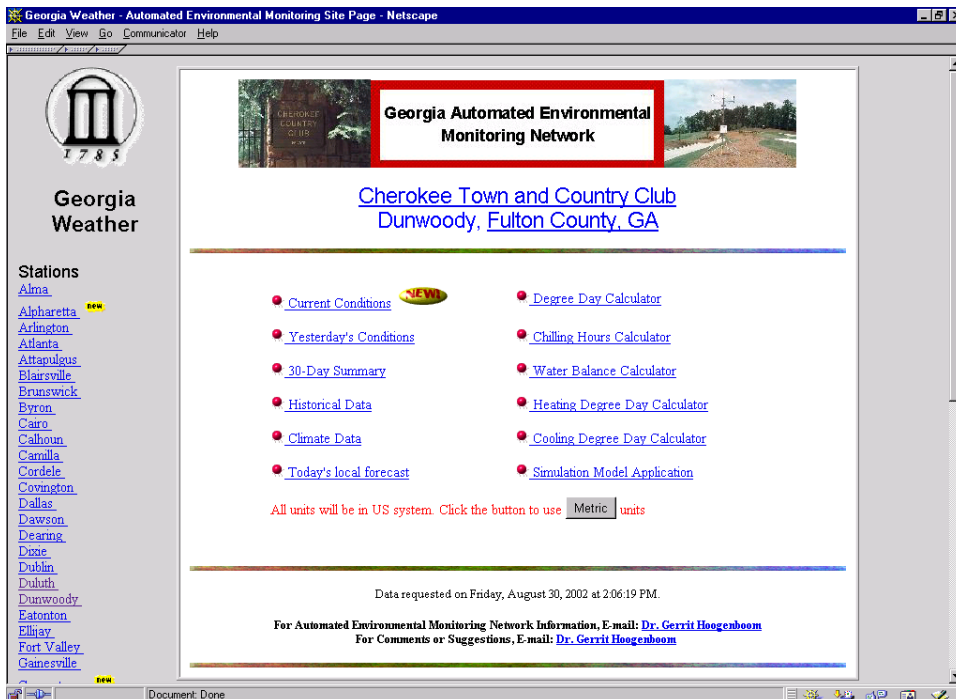 Georgia Weather - Automated Environmental Monitoring Site Page - Netscape
File Edit View Go Communicator Help
1785
Georgia
Weather
Stations
Alma
Alpharetta new
Arlington
Atlanta
Attapulgus
Blairsville
Brunswick
Byron
Cairo
Calhoun
Camilla
Cordele
Covington
Dallas
Dawson
Dearing
Dixie
Dublin
Duluth
Dunwoody
Eatonton
Ellijay
Fort Valley
Gainesville
new
CHEROKEE
COUNTRY
CLUB
Georgia Automated Environmental
Monitoring Network
Cherokee Town and Country Club
Dunwoody, Fulton County, GA
Current Conditions NEW!
Yesterday's Conditions
30-Day Summary
Historical Data
Climate Data
Today's local forecast
Degree Day Calculator
Chilling Hours Calculator
Water Balance Calculator
Heating Degree Day Calculator
Cooling Degree Day Calculator
Simulation Model Application
All units will be in US system. Click the button to use Metric units
Data requested on Friday, August 30, 2002 at 2:06:19 PM.
For Automated Environmental Monitoring Network Information, E-mail: Dr. Gerrit Hoogenboom
For Comments or Suggestions, E-mail: Dr. Gerrit Hoogenboom
Document: Done